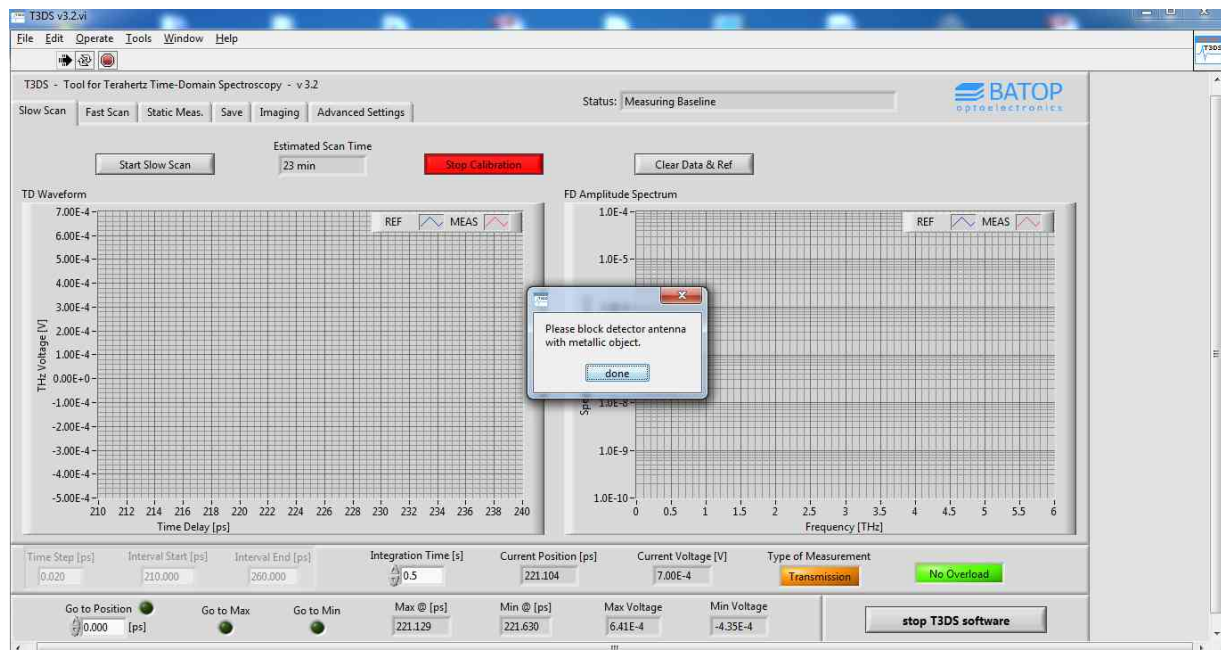 T3DS v3.2.vi
File Edit Operate Tools Window Help
T3DS
T3DS - Tool for Terahertz Time-Domain Spectroscopy - v 3.2
Slow Scan Fast Scan Static Meas. Save Imaging Advanced Settings
Status: Measuring Baseline
BATOP
optoelectronics
Estimated Scan Time
Start Slow Scan 23 min Stop Calibration Clear Data & Ref
TD Waveform
REF MEAS
7.00E-4
6.00E-4
5.00E-4
4.00E-4
3.00E-4
2.00E-4
1.00E-4
0.00E+0
-1.00E-4
-2.00E-4
-3.00E-4
-4.00E-4
-5.00E-4
THz Voltage [V]
210 212 214 216 218 220 222 224 226 228 230 232 234 236 238 240
Time Delay [ps]
FD Amplitude Spectrum
REF MEAS
1.0E-4
1.0E-5
1.0E-8
1.0E-9
1.0E-10
0 0.5 1 1.5 2 2.5 3 3.5 4 4.5 5 5.5 6
Frequency [THz]
Please block detector antenna
with metallic object.
done
Time Step [ps] Interval Start [ps] Interval End [ps] Integration Time [s] Current Position [ps] Current Voltage [V] Type of Measurement
0.020 210.000 260.000 0.5 221.104 7.00E-4 Transmission No Overload
Go to Position Go to Max Go to Min Max @ [ps] Min @ [ps] Max Voltage Min Voltage
0.000 [ps] 221.129 221.630 6.41E-4 -4.35E-4 stop T3DS software